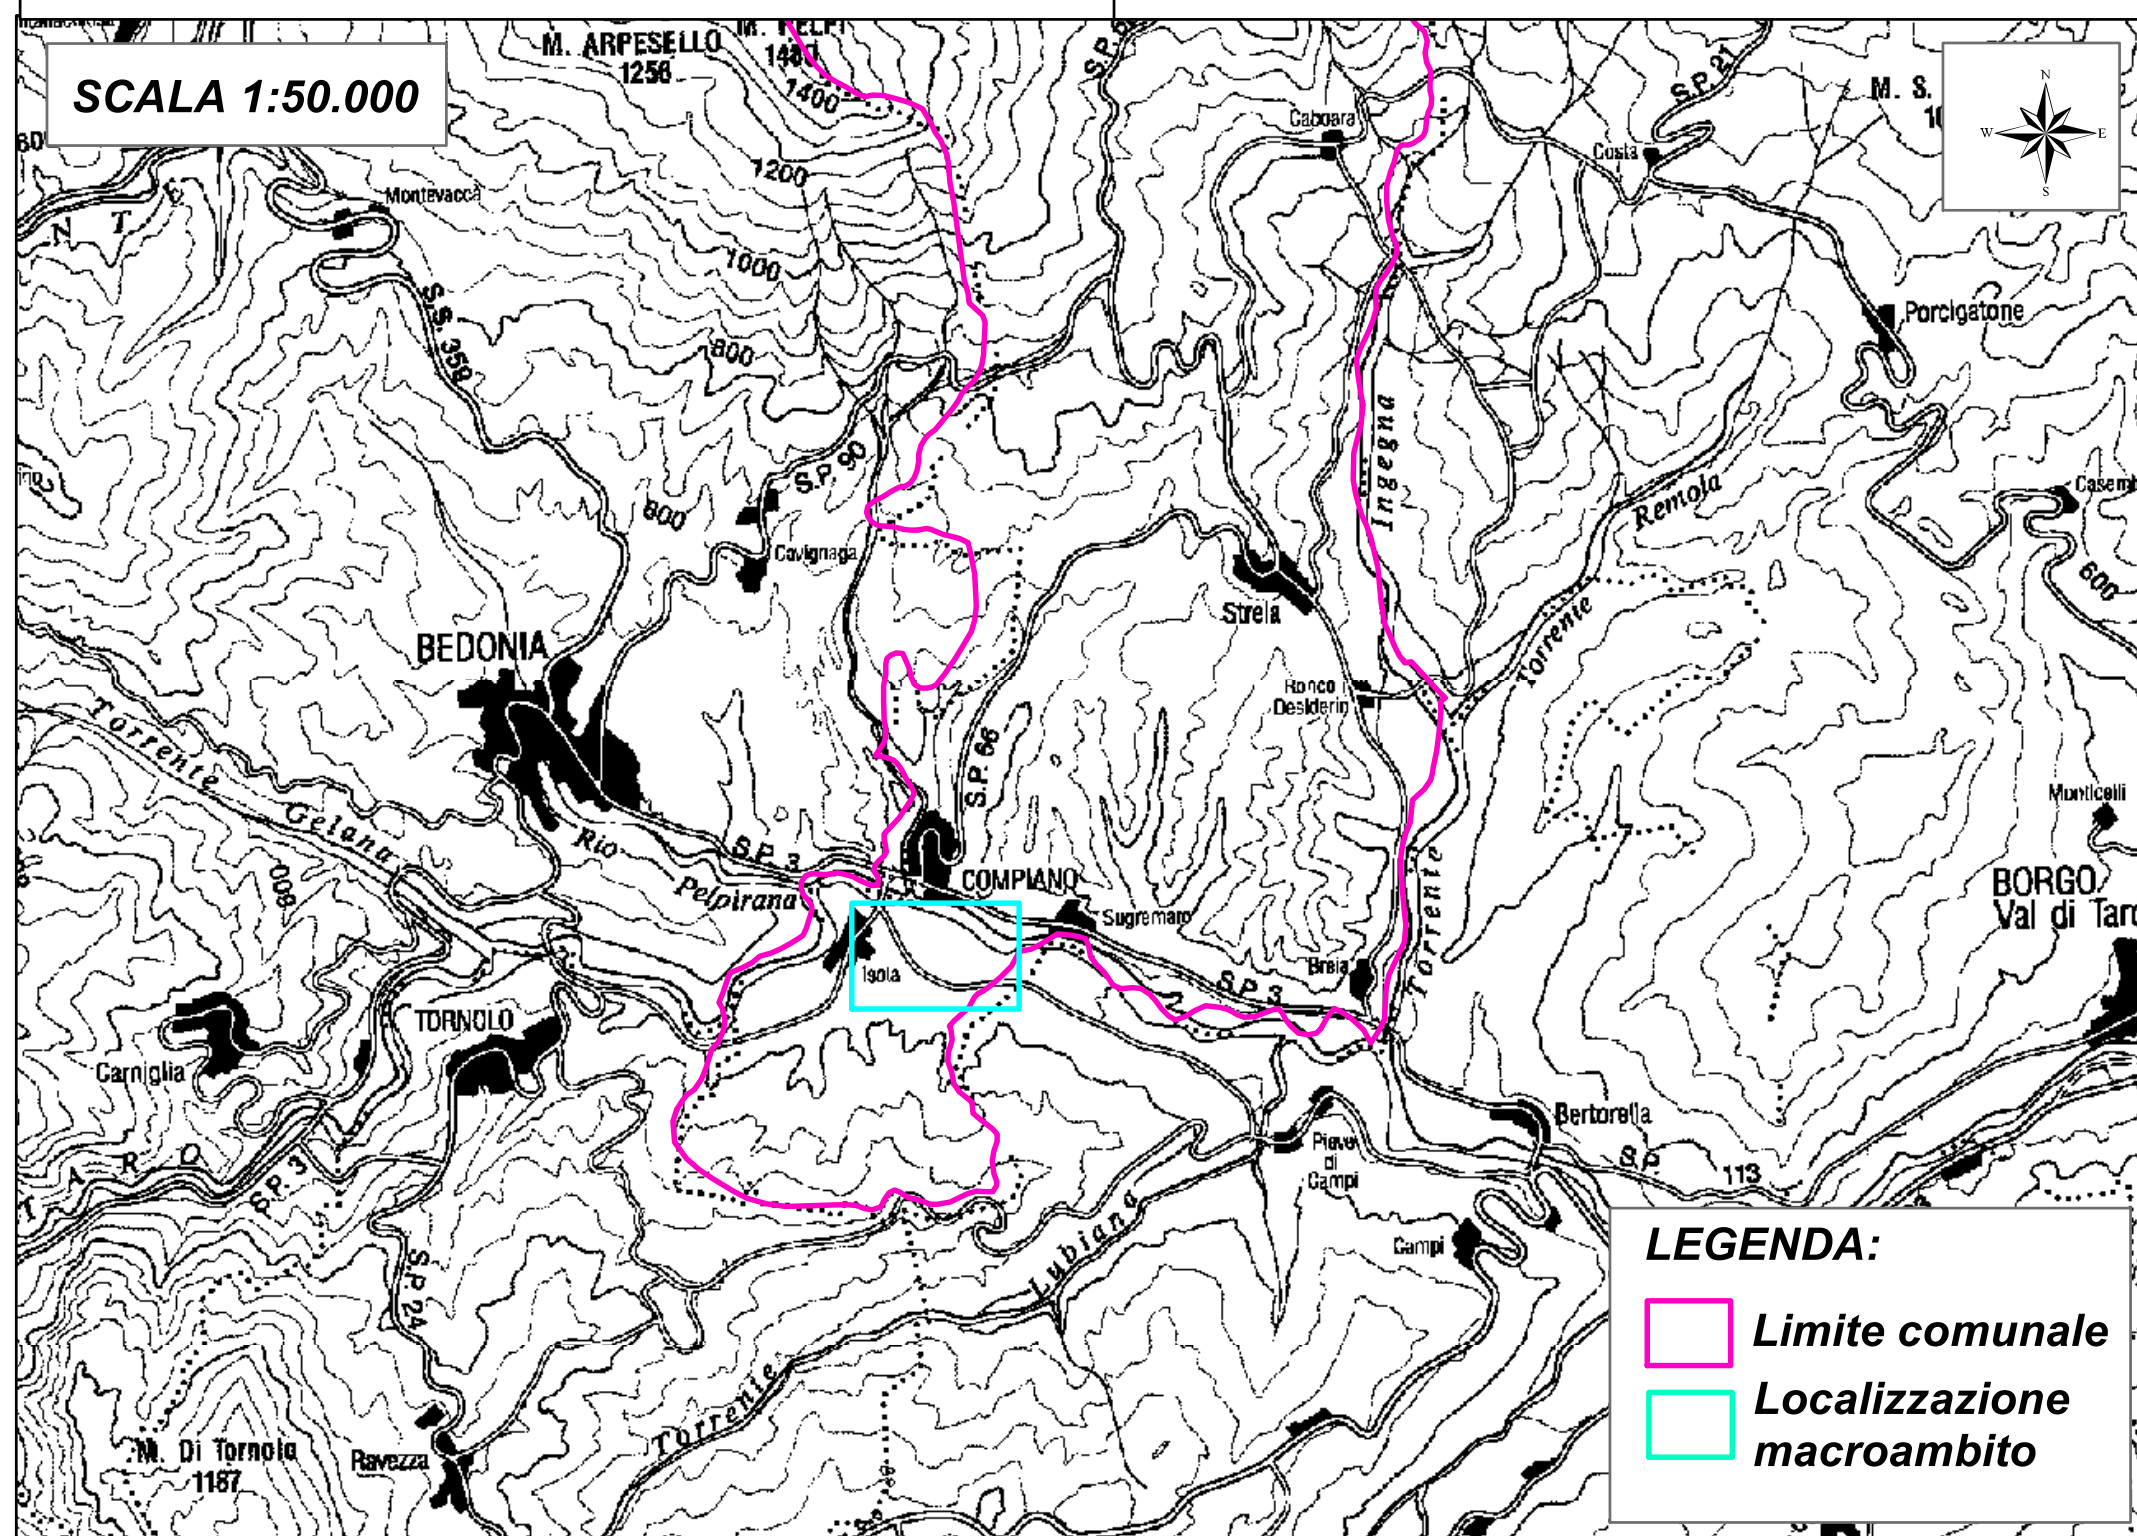 SCALA 1:50.000
M. ARPESELLO
1256
1400
S.P. 21
M. S.
N
W E
S
Caboara
Costa
1200
Montevacca
N T E
1000
S.S. 359
Porcigatone
800
Ingegna
S.P. 90
Remola
Casemb
800
Cavignaga
600
Strela
Torrente
BEDONIA
Ronco
Desiderio
Torrente
Gelana
S.P. 66
Monticelli
Rio
Pelpirana
S.P. 3
800
COMPIANO
Torrente
BORGO
Val di Taro
Sugremaro
Isola
Breia
S.P. 3
TORNOLO
Carniglia
Bertorella
Pieve
di
Campi
S.P. 113
TARO
S.P. 3
Lubiana
Campi
S.P. 24
LEGENDA:
Limite comunale
Localizzazione
macroambito
Torrente
M. Di Tornolo
1187
Ravezza